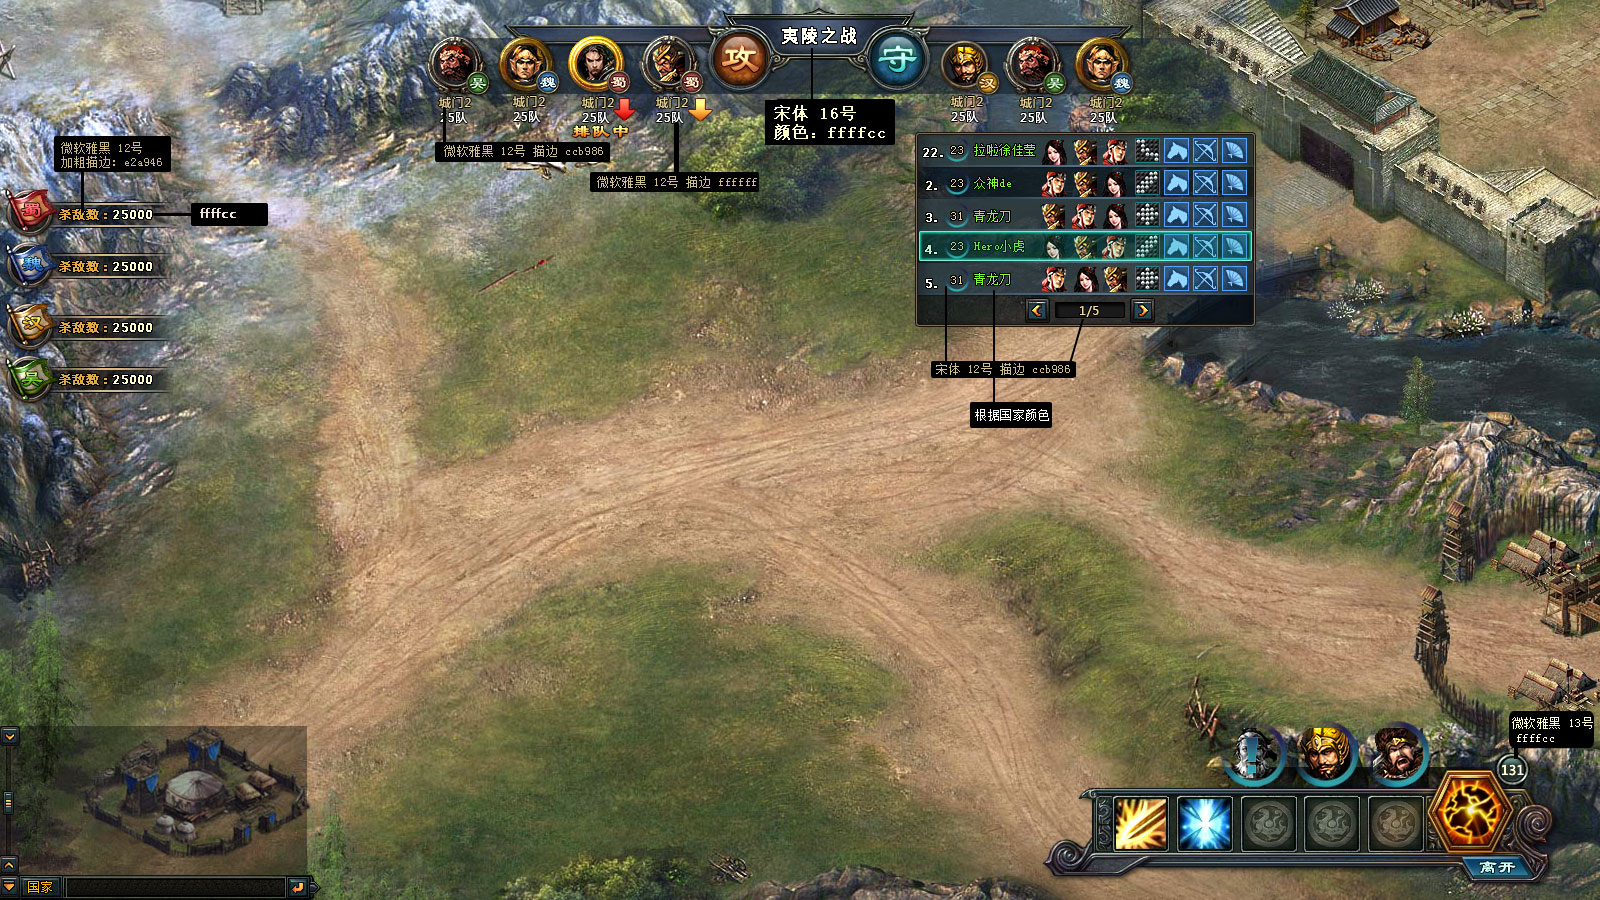 夷陵之战
攻
守
吴
魏
蜀
蜀
汉
吴
魏
城门2
25队
城门2
25队
城门2
25队
排队中
城门2
25队
城门2
25队
城门2
25队
城门2
25队
宋体 16号
颜色：ffffcc
微软雅黑 12号 描边 ccb986
微软雅黑 12号 描边 ffffff
微软雅黑 12号
加粗描边：e2a946
蜀
杀敌数：25000
ffffcc
魏
杀敌数：25000
汉
杀敌数：25000
吴
杀敌数：25000
22. 23 拉啦徐佳莹
2. 23 众神de
3. 31 青龙刀
4. 23 Hero小虎
5. 31 青龙刀
1/5
宋体 12号 描边 ccb986
根据国家颜色
微软雅黑 13号
ffffcc
131
离开
国家